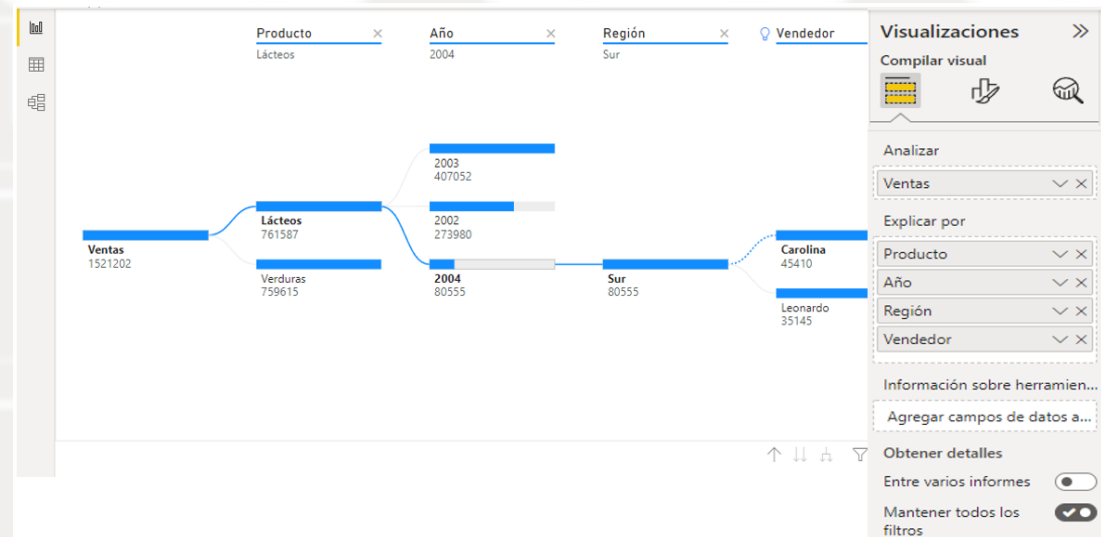 Producto
Año
Región
Vendedor
Lácteos
2004
Sur
2003
407052
Lácteos
761587
2002
273980
Ventas
1521202
Verduras
759615
2004
80555
Sur
80555
Carolina
45410
Leonardo
35145
Visualizaciones
Compilar visual
Analizar
Ventas
Explicar por
Producto
Año
Región
Vendedor
Información sobre herramien...
Agregar campos de datos a...
Obtener detalles
Entre varios informes
Mantener todos los
filtros